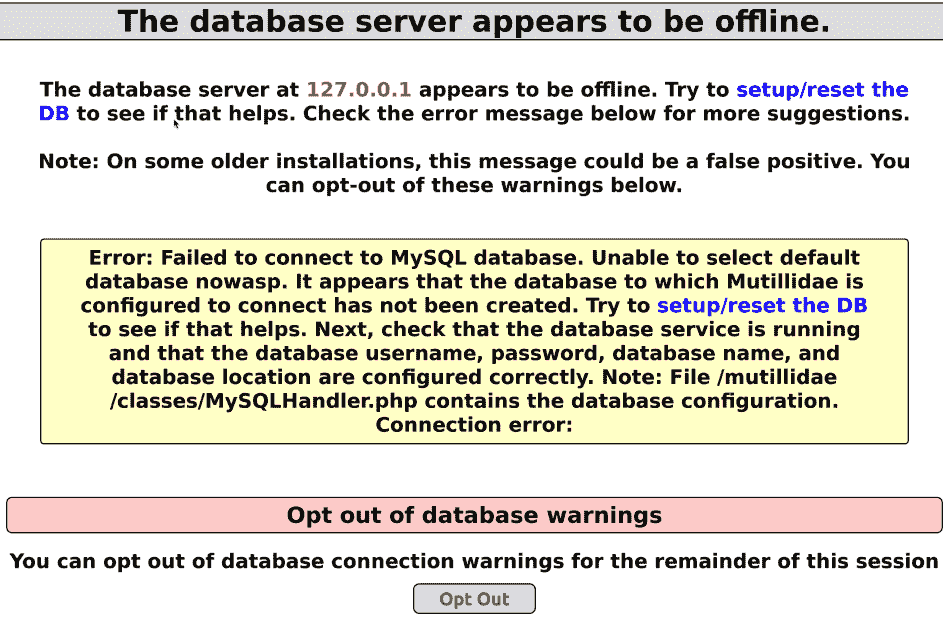 The database server appears to be offline.
The database server at 127.0.0.1 appears to be offline. Try to setup/reset the
DB to see if that helps. Check the error message below for more suggestions.
Note: On some older installations, this message could be a false positive. You
can opt-out of these warnings below.
Error: Failed to connect to MySQL database. Unable to select default
database nowasp. It appears that the database to which Mutillidae is
configured to connect has not been created. Try to setup/reset the DB
to see if that helps. Next, check that the database service is running
and that the database username, password, database name, and
database location are configured correctly. Note: File /mutillidae
/classes/MySQLHandler.php contains the database configuration.
Connection error:
Opt out of database warnings
You can opt out of database connection warnings for the remainder of this session
Opt Out